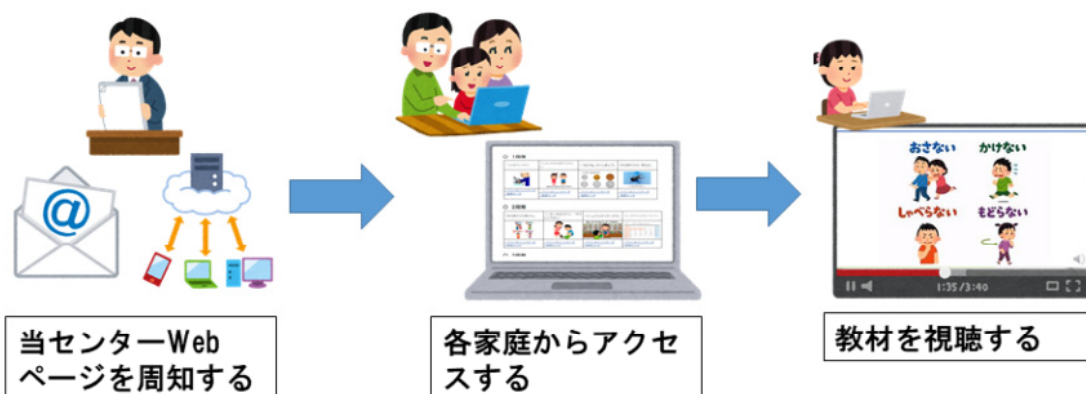 @
おさない かけない
しゃべらない もどらない
1:35/3:40
当センターWeb
ページを周知する
各家庭からアクセ
スする
教材を視聴する